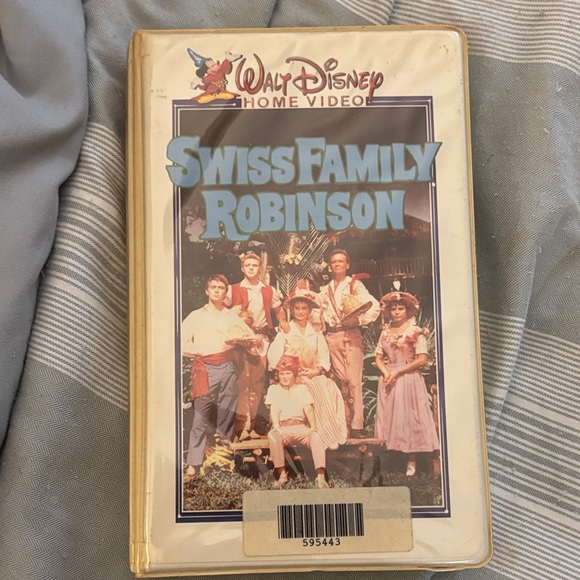 WALT DISNEY
HOME VIDEO
SWISS FAMILY
ROBINSON
595443